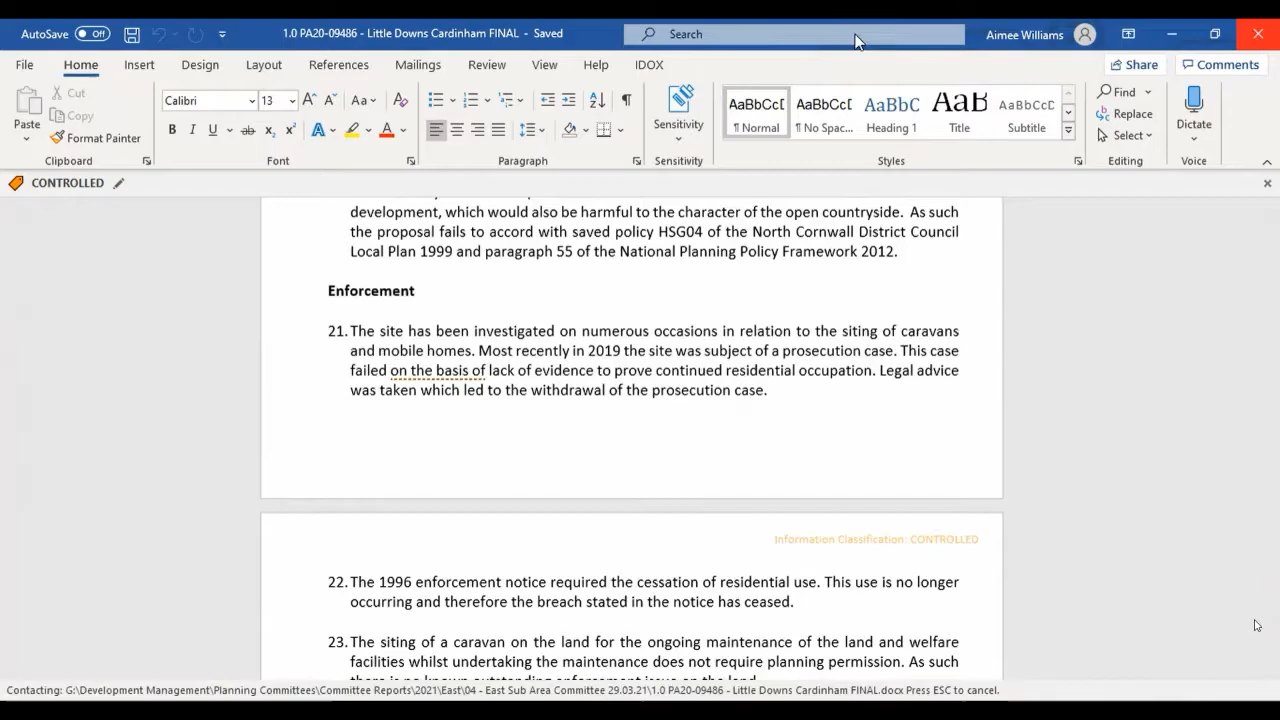 AutoSave Off 1.0 PA20-09486 - Little Downs Cardinham FINAL - Saved Search Aimee Williams
File Home Insert Design Layout References Mailings Review View Help IDOX Share Comments
Paste Cut Copy Format Painter
Calibri 13
AaBbCcD AaBbCcD AaBbC AaB AaBbCcD
¶ Normal ¶ No Spac... Heading 1 Title Subtitle
Sensitivity
Find Replace Select
Dictate
Clipboard Font Paragraph Sensitivity Styles Editing Voice
CONTROLLED
development, which would also be harmful to the character of the open countryside. As such
the proposal fails to accord with saved policy HSG04 of the North Cornwall District Council
Local Plan 1999 and paragraph 55 of the National Planning Policy Framework 2012.
Enforcement
21. The site has been investigated on numerous occasions in relation to the siting of caravans
and mobile homes. Most recently in 2019 the site was subject of a prosecution case. This case
failed on the basis of lack of evidence to prove continued residential occupation. Legal advice
was taken which led to the withdrawal of the prosecution case.
Information Classification: CONTROLLED
22. The 1996 enforcement notice required the cessation of residential use. This use is no longer
occurring and therefore the breach stated in the notice has ceased.
23. The siting of a caravan on the land for the ongoing maintenance of the land and welfare
facilities whilst undertaking the maintenance does not require planning permission. As such
there is no known outstanding enforcement issue on the land.
Contacting: G:\Development Management\Planning Committees\Committee Reports\2021\East\04 - East Sub Area Committee 29.03.21\1.0 PA20-09486 - Little Downs Cardinham FINAL.docx Press ESC to cancel.